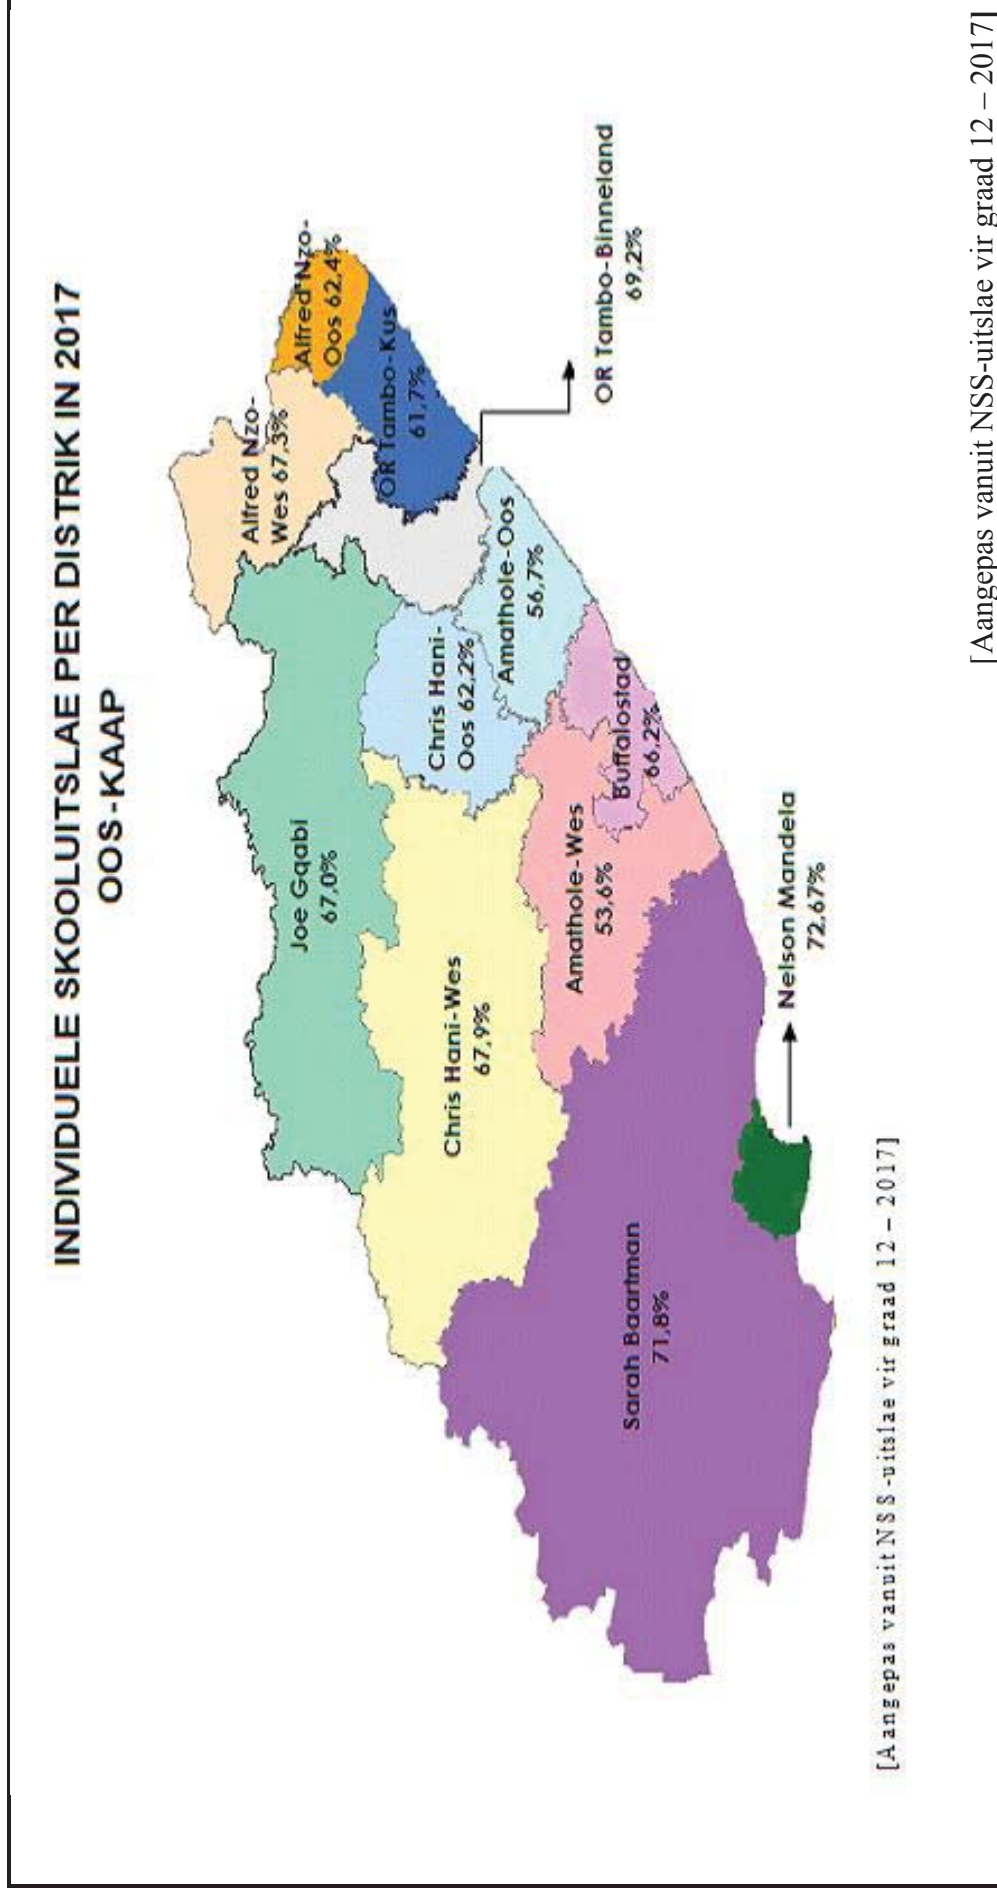 INDIVIDUELE SKOOLUITSLAE PER DISTRIK IN 2017
OOS-KAAP
Alfred Nzo-
Wes 67,3%
Alfred Nzo-
Oos 62,4%
Joe Gqabi
67,0%
OR Tambo-Kus
61,7%
Chris Hani-
Oos 62,2%
Chris Hani-Wes
67,9%
Amathole-Oos
56,7%
OR Tambo-Binneland
69,2%
Amathole-Wes
53,6%
Buffalostad
66,2%
Sarah Baartman
71,8%
Nelson Mandela
72,67%
[Aangepas vanuit NSS-uitslae vir graad 12 – 2017]
[Aangepas vanuit NSS-uitslae vir graad 12 – 2017]